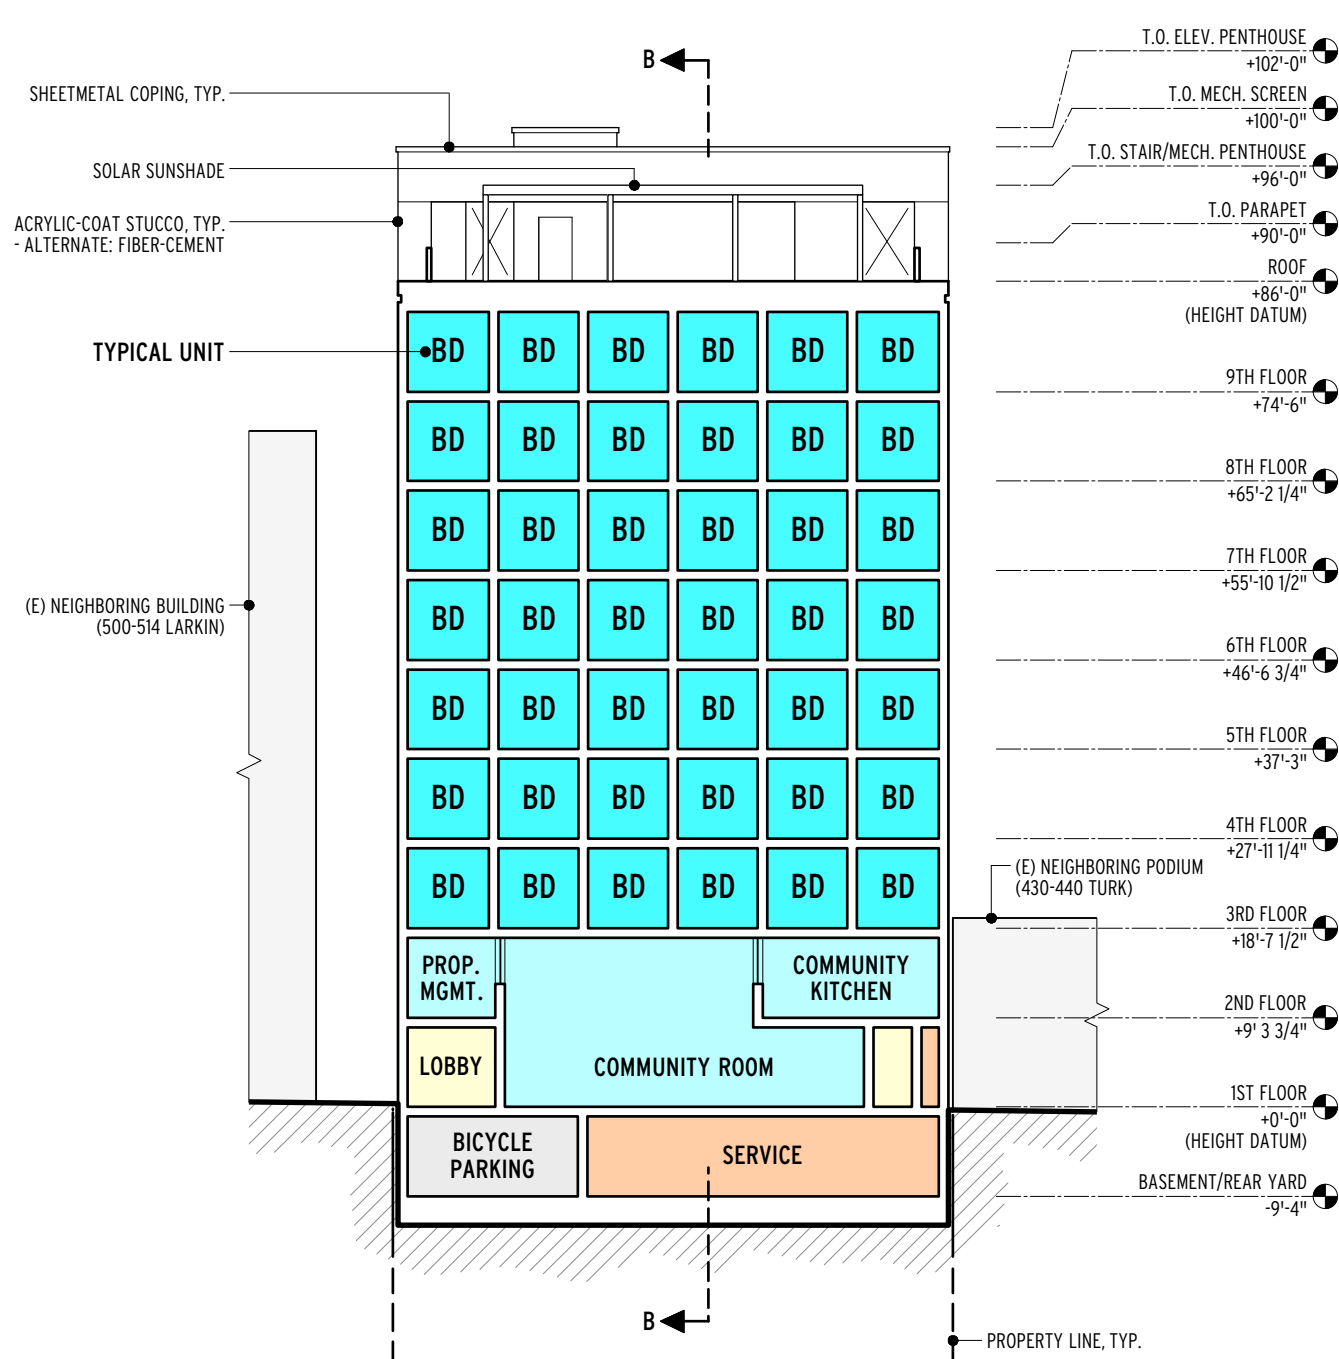 T.O. ELEV. PENTHOUSE
+102'-0"
B
SHEETMETAL COPING, TYP.
T.O. MECH. SCREEN
+100'-0"
SOLAR SUNSHADE
T.O. STAIR/MECH. PENTHOUSE
+96'-0"
ACRYLIC-COAT STUCCO, TYP.
- ALTERNATE: FIBER-CEMENT
T.O. PARAPET
+90'-0"
ROOF
+86'-0"
(HEIGHT DATUM)
TYPICAL UNIT
BD BD BD BD BD BD
9TH FLOOR
+74'-6"
BD BD BD BD BD BD
8TH FLOOR
+65'-2 1/4"
BD BD BD BD BD BD
7TH FLOOR
+55'-10 1/2"
(E) NEIGHBORING BUILDING
(500-514 LARKIN)
BD BD BD BD BD BD
6TH FLOOR
+46'-6 3/4"
BD BD BD BD BD BD
5TH FLOOR
+37'-3"
BD BD BD BD BD BD
4TH FLOOR
+27'-11 1/4"
(E) NEIGHBORING PODIUM
(430-440 TURK)
BD BD BD BD BD BD
3RD FLOOR
+18'-7 1/2"
PROP.
MGMT.
COMMUNITY
KITCHEN
2ND FLOOR
+9' 3 3/4"
LOBBY
COMMUNITY ROOM
1ST FLOOR
+0'-0"
(HEIGHT DATUM)
BICYCLE
PARKING
SERVICE
BASEMENT/REAR YARD
-9'-4"
B
PROPERTY LINE, TYP.